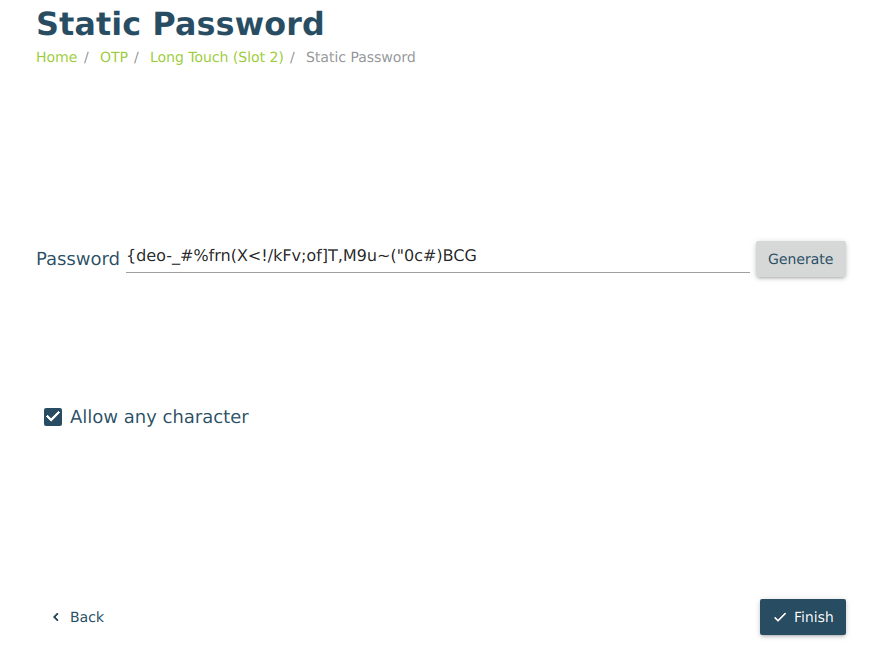 Static Password
Home / OTP / Long Touch (Slot 2) / Static Password
Password {deo-_#%frn(X<!/kFv;of]T,M9u~("0c#)BCG Generate
Allow any character
Back Finish